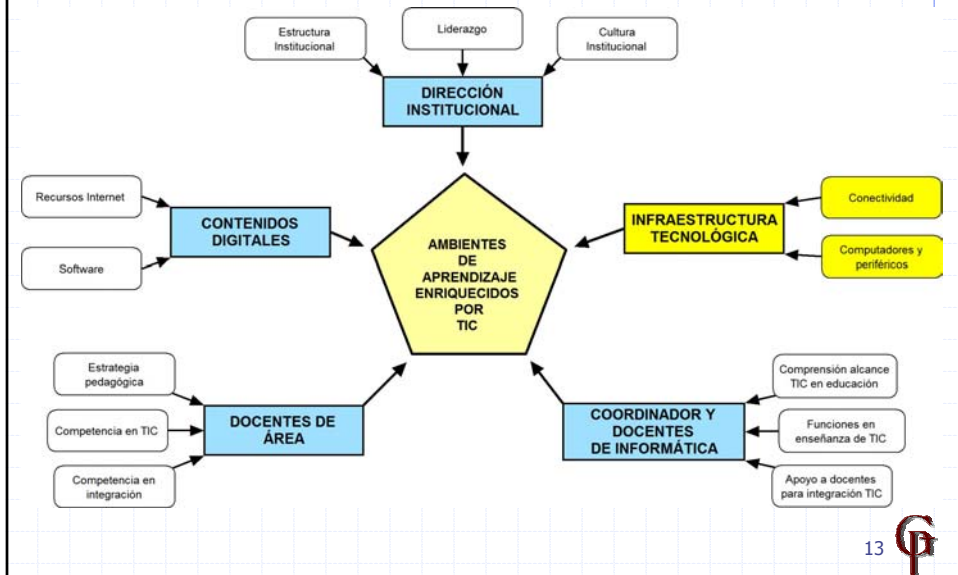 Estructura
Institucional
Liderazgo
Cultura
Institucional
DIRECCIÓN
INSTITUCIONAL
Recursos Internet
Software
CONTENIDOS
DIGITALES
AMBIENTES
DE
APRENDIZAJE
ENRIQUECIDOS
POR
TIC
INFRAESTRUCTURA
TECNOLÓGICA
Conectividad
Computadores y
periféricos
Estrategia
pedagógica
Competencia en TIC
Competencia en
integración
DOCENTES DE
ÁREA
COORDINADOR Y
DOCENTES
DE INFORMÁTICA
Comprensión alcance
TIC en educación
Funciones en
enseñanza de TIC
Apoyo a docentes
para integración TIC
13